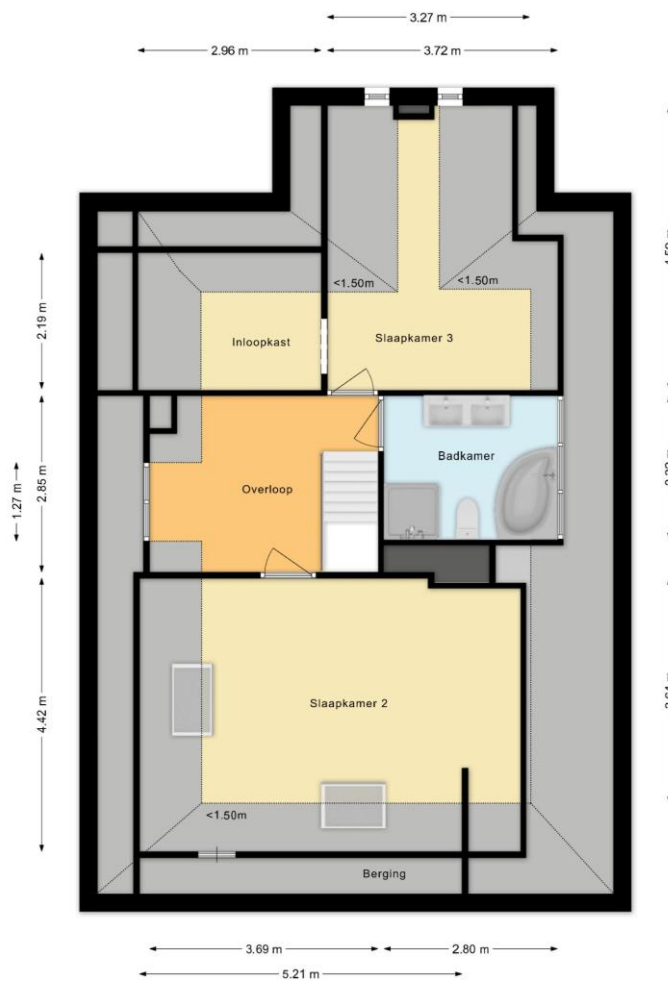 3.27 m
2.96 m
3.72 m
<1.50m
<1.50m
2.19 m
Inloopkast
Slaapkamer 3
2.85 m
1.27 m
Badkamer
Overloop
4.42 m
Slaapkamer 2
<1.50m
Berging
3.69 m
2.80 m
5.21 m